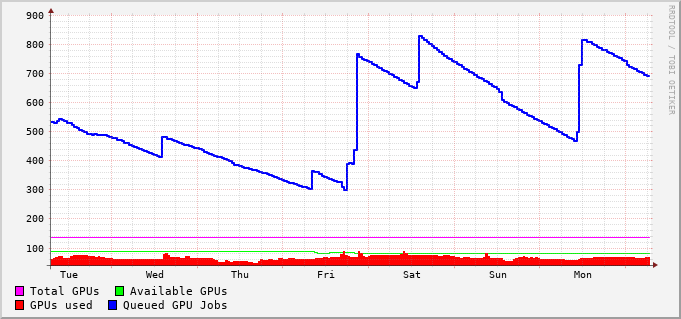 900
800
700
600
500
400
300
200
100
Tue Wed Thu Fri Sat Sun Mon
Total GPUs Available GPUs
GPUs used Queued GPU Jobs
RRDTOOL / TOBI OETIKER